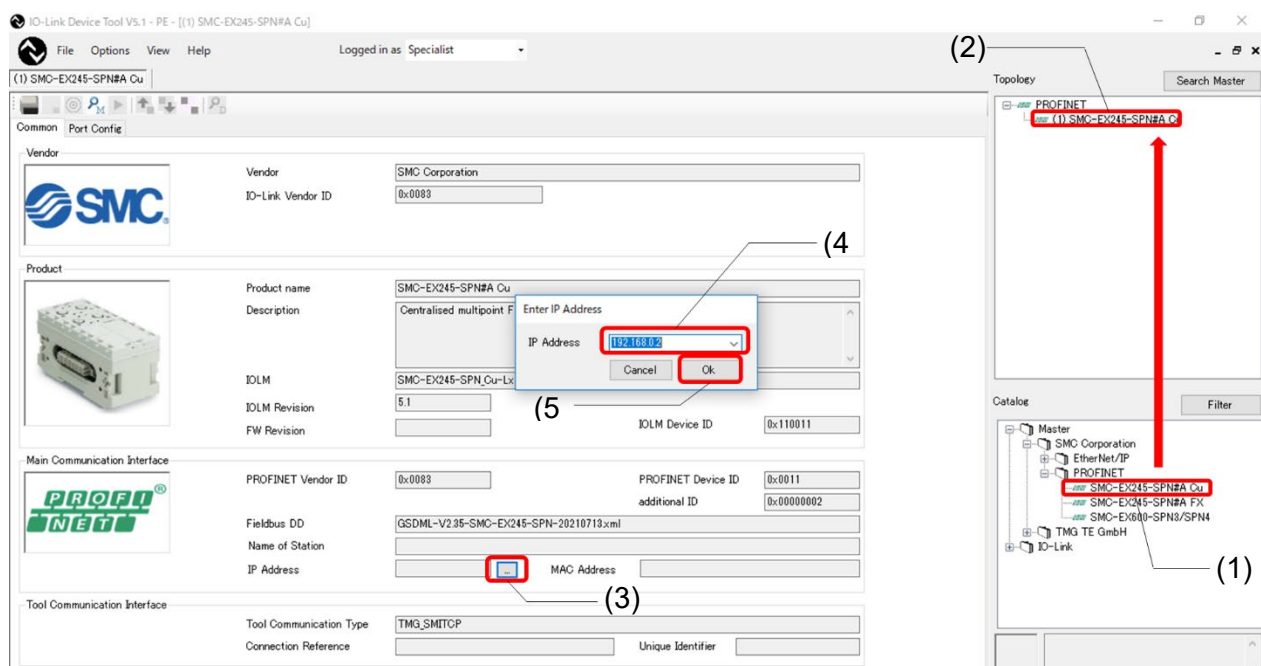 IO-Link Device Tool V5.1 - PE - [(1) SMC-EX245-SPN#A Cu]
File Options View Help Logged in as Specialist
(2)
(1) SMC-EX245-SPN#A Cu
Topology Search Master
PROFINET
(1) SMC-EX245-SPN#A Cu
Common Port Config
Vendor
SMC
Vendor SMC Corporation
IO-Link Vendor ID 0x0083
(4
Product
Product name SMC-EX245-SPN#A Cu
Description Centralised multipoint F
Enter IP Address
IP Address 192.168.0.2
Cancel Ok
(5
IOLM SMC-EX245-SPN_Cu-Lx
IOLM Revision 5.1
FW Revision IOLM Device ID 0x110011
Catalog Filter
Master
SMC Corporation
EtherNet/IP
PROFINET
SMC-EX245-SPN#A Cu
SMC-EX245-SPN#A FX
SMC-EX600-SPN3/SPN4
TMG TE GmbH
IO-Link
(1)
Main Communication Interface
PROFI
NET
®
PROFINET Vendor ID 0x0083 PROFINET Device ID 0x0011
additional ID 0x00000002
Fieldbus DD GSDML-V2.35-SMC-EX245-SPN-20210713.xml
Name of Station
IP Address ... MAC Address
(3)
Tool Communication Interface
Tool Communication Type TMG_SMITCP
Connection Reference Unique Identifier